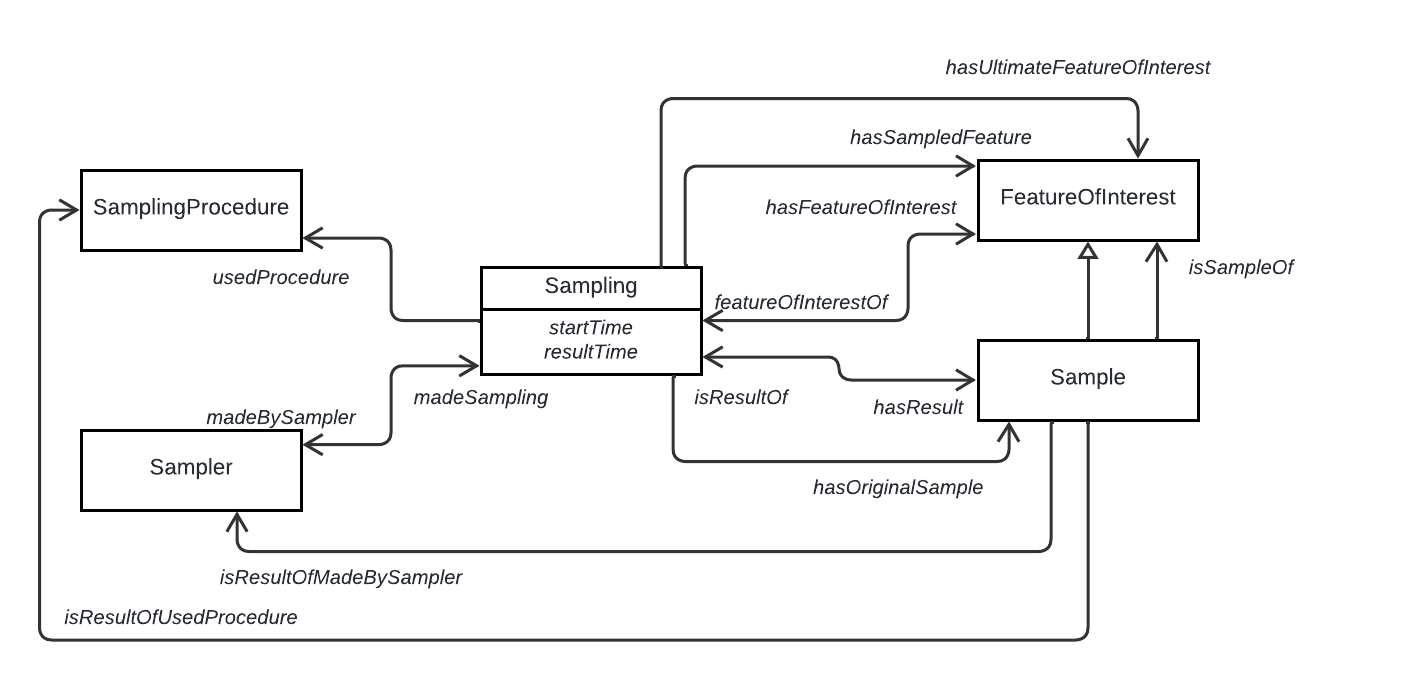 hasUltimateFeatureOfInterest
hasSampledFeature
SamplingProcedure
FeatureOfInterest
hasFeatureOfInterest
usedProcedure
isSampleOf
Sampling
featureOfInterestOf
startTime
resultTime
Sample
madeBySampler
madeSampling
isResultOf
hasResult
Sampler
hasOriginalSample
isResultOfMadeBySampler
isResultOfUsedProcedure